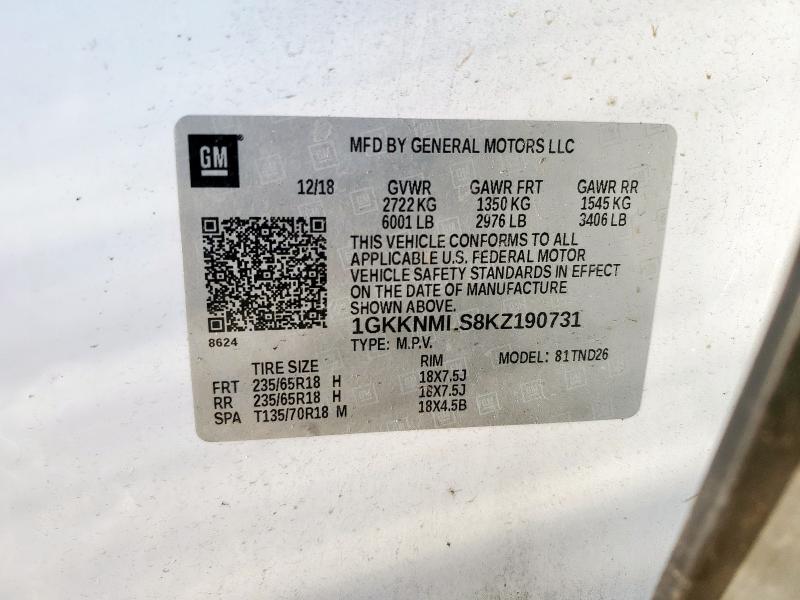 GM
MFD BY GENERAL MOTORS LLC
12/18 GVWR GAWR FRT GAWR RR
2722 KG 1350 KG 1545 KG
6001 LB 2976 LB 3406 LB
THIS VEHICLE CONFORMS TO ALL
APPLICABLE U.S. FEDERAL MOTOR
VEHICLE SAFETY STANDARDS IN EFFECT
ON THE DATE OF MANUFACTURE
SHOWN ABOVE.
8624
1GKKNMLS8KZ190731
TYPE: M.P.V. MODEL: 81TND26
TIRE SIZE RIM
FRT 235/65R18 H 18X7.5J
RR 235/65R18 H 18X7.5J
SPA T135/70R18 M 18X4.5B